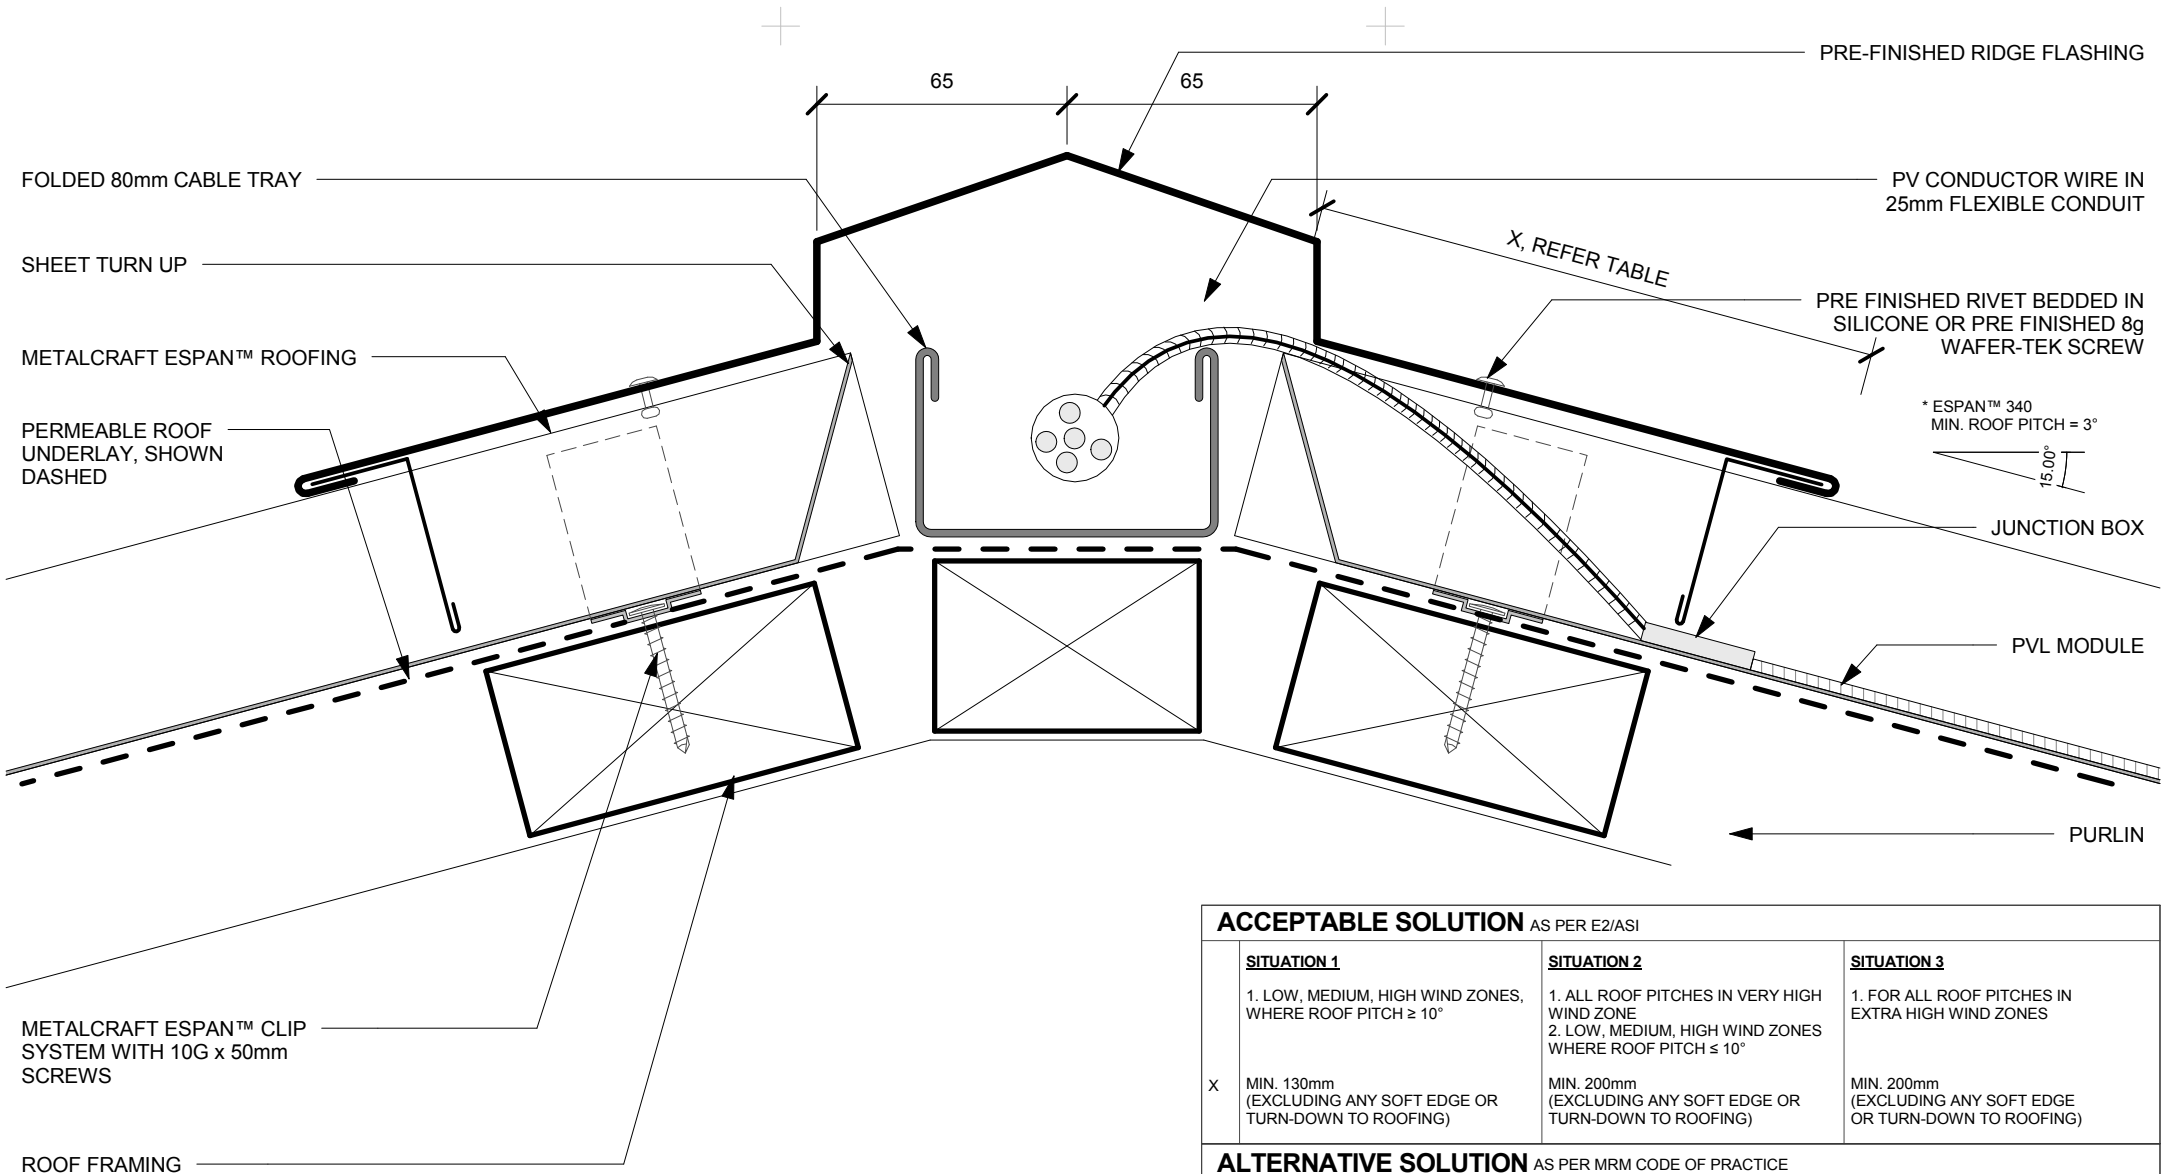 PRE-FINISHED RIDGE FLASHING
65
65
FOLDED 80mm CABLE TRAY
PV CONDUCTOR WIRE IN
25mm FLEXIBLE CONDUIT
SHEET TURN UP
X, REFER TABLE
PRE FINISHED RIVET BEDDED IN
SILICONE OR PRE FINISHED 8g
WAFER-TEK SCREW
METALCRAFT ESPAN™ ROOFING
* ESPAN™ 340
MIN. ROOF PITCH = 3°
15.00°
PERMEABLE ROOF
UNDERLAY, SHOWN
DASHED
JUNCTION BOX
PVL MODULE
PURLIN
METALCRAFT ESPAN™ CLIP
SYSTEM WITH 10G x 50mm
SCREWS
ROOF FRAMING
ACCEPTABLE SOLUTION AS PER E2/ASI
SITUATION 1
1. LOW, MEDIUM, HIGH WIND ZONES,
WHERE ROOF PITCH ≥ 10°
SITUATION 2
1. ALL ROOF PITCHES IN VERY HIGH
WIND ZONE
2. LOW, MEDIUM, HIGH WIND ZONES
WHERE ROOF PITCH ≤ 10°
SITUATION 3
1. FOR ALL ROOF PITCHES IN
EXTRA HIGH WIND ZONES
X
MIN. 130mm
(EXCLUDING ANY SOFT EDGE OR
TURN-DOWN TO ROOFING)
MIN. 200mm
(EXCLUDING ANY SOFT EDGE OR
TURN-DOWN TO ROOFING)
MIN. 200mm
(EXCLUDING ANY SOFT EDGE
OR TURN-DOWN TO ROOFING)
ALTERNATIVE SOLUTION AS PER MRM CODE OF PRACTICE